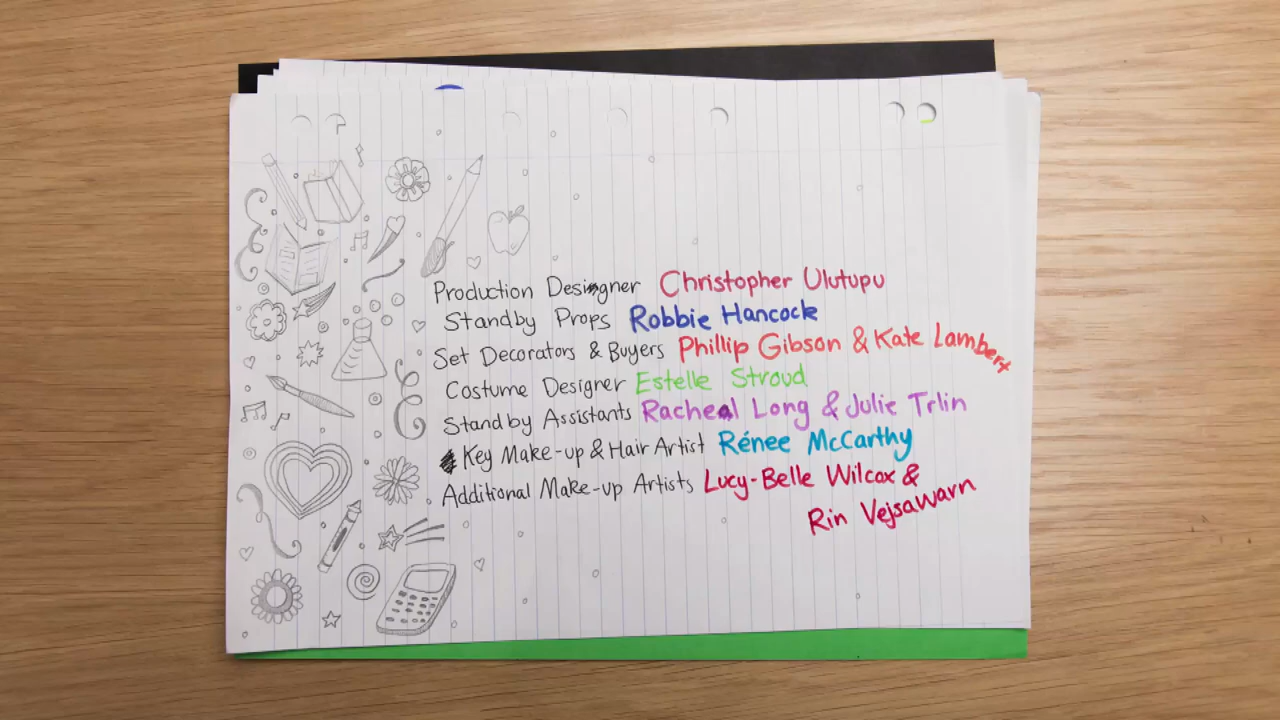 Production Designer Christopher Ulutupu
Standby Props Robbie Hancock
Set Decorators & Buyers Phillip Gibson & Kate Lambert
Costume Designer Estelle Stroud
Standby Assistants Racheal Long & Julie Trlin
Key Make-up & Hair Artist Rénee McCarthy
Additional Make-up Artists Lucy-Belle Wilcox &
Rin Vejsawarn